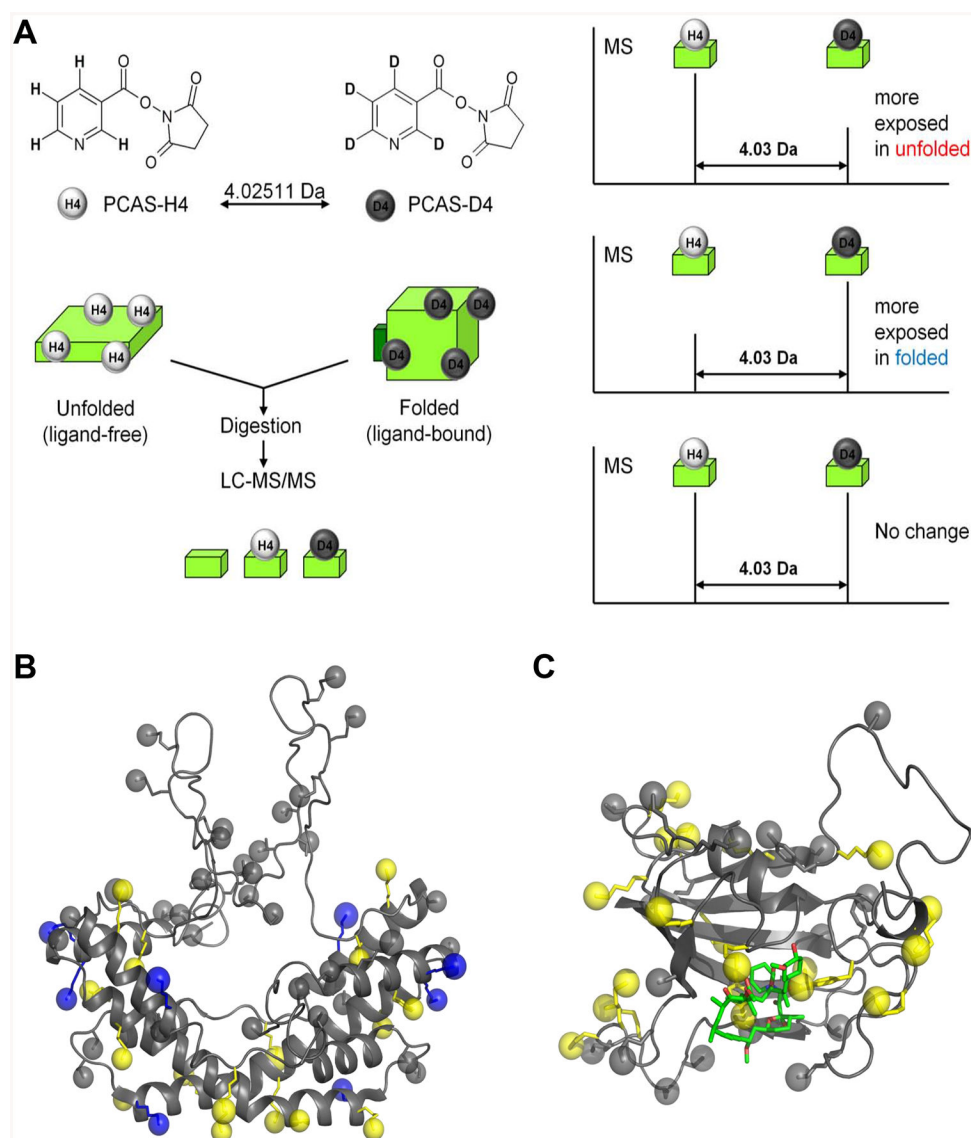 A
H
H
H
H
O
O
N
O
O
N
D
D
D
D
O
O
N
O
O
N
H4 PCAS-H4
4.02511 Da
D4 PCAS-D4
H4
H4
H4
H4
D4
D4
D4
D4
Unfolded
(ligand-free)
Digestion
Folded
(ligand-bound)
LC-MS/MS
H4
D4
MS
H4
D4
more
exposed
in unfolded
4.03 Da
MS
H4
D4
more
exposed
in folded
4.03 Da
MS
H4
D4
No change
4.03 Da
B
C